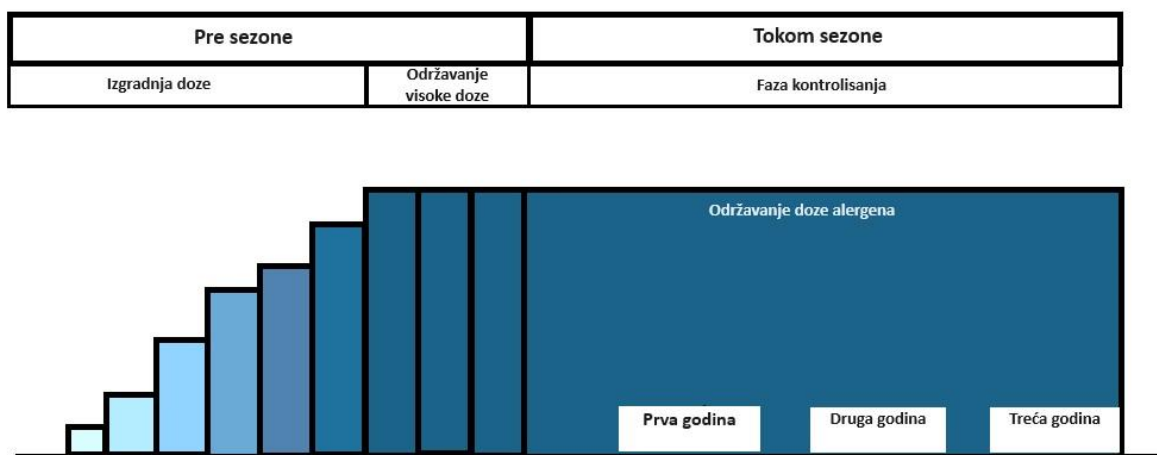 Pre sezone
Tokom sezone
Izgradnja doze
Održavanje
visoke doze
Faza kontrolisanja
Održavanje doze alergena
Prva godina
Druga godina
Treća godina